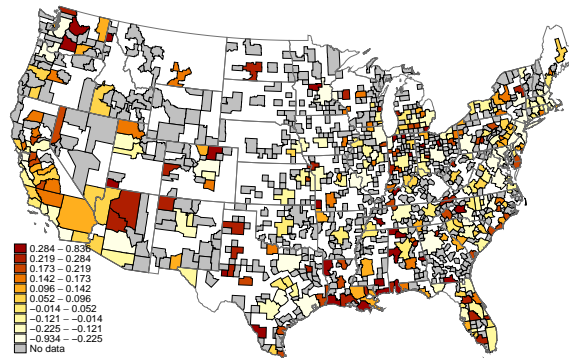 0.284 – 0.836
0.219 – 0.284
0.173 – 0.219
0.142 – 0.173
0.096 – 0.142
0.052 – 0.096
−0.014 – 0.052
−0.121 – −0.014
−0.225 – −0.121
−0.934 – −0.225
No data